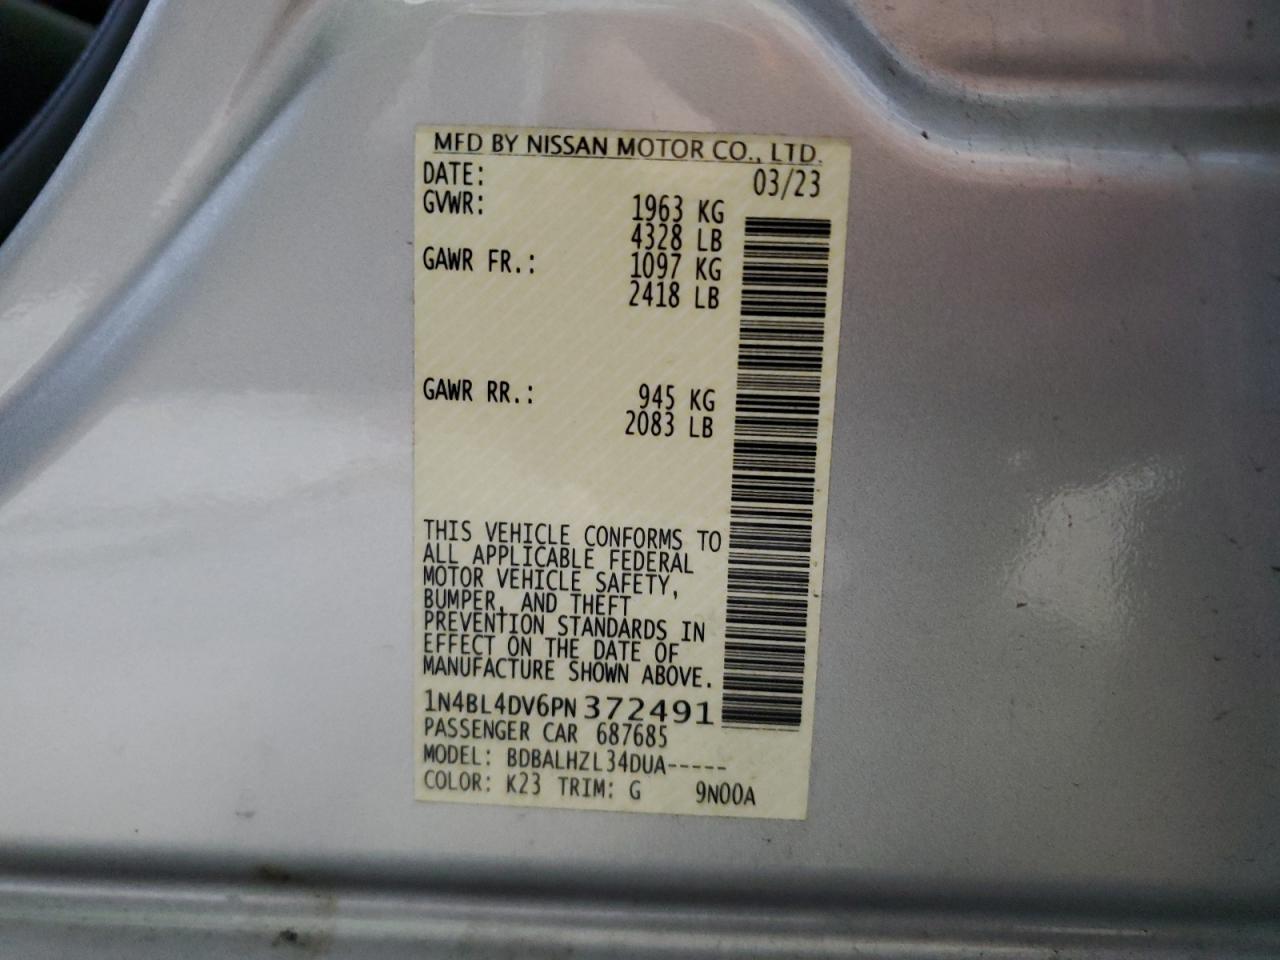 MFD BY NISSAN MOTOR CO., LTD.
DATE: 03/23
GVWR: 1963 KG
4328 LB
GAWR FR.: 1097 KG
2418 LB
GAWR RR.: 945 KG
2083 LB
THIS VEHICLE CONFORMS TO
ALL APPLICABLE FEDERAL
MOTOR VEHICLE SAFETY,
BUMPER, AND THEFT
PREVENTION STANDARDS IN
EFFECT ON THE DATE OF
MANUFACTURE SHOWN ABOVE.
1N4BL4DV6PN372491
PASSENGER CAR 687685
MODEL: BDBALHZL34DUA-----
COLOR: K23 TRIM: G 9N00A